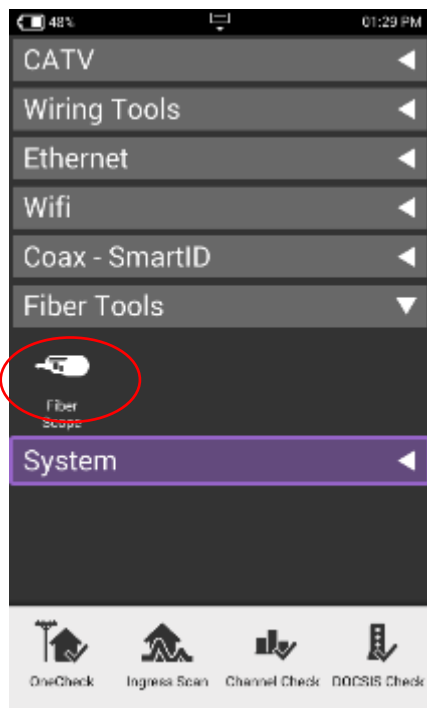 48% 01:29 PM
CATV
Wiring Tools
Ethernet
Wifi
Coax - SmartID
Fiber Tools
Fiber
Scope
System
OneCheck Ingress Scan Channel Check DOCSIS Check